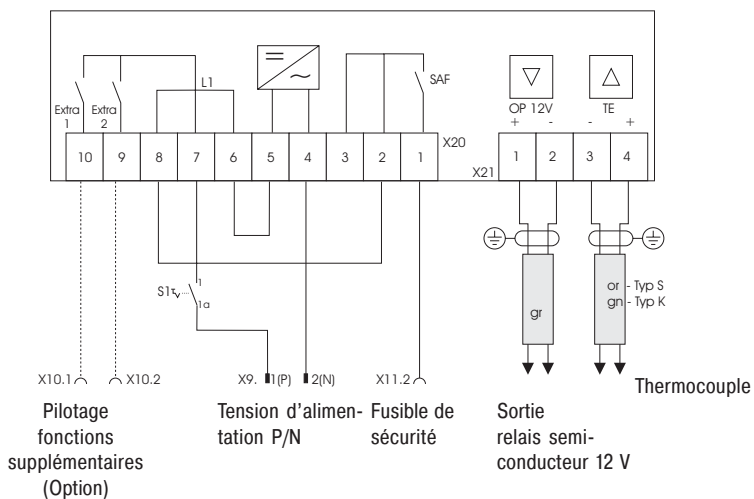 L1
SAF
Extra 1
Extra 2
OP 12V
TE
+ - - +
X20
10 9 8 7 6 5 4 3 2 1
X21
1 2 3 4
S1
1
1a
gr
or - Typ S
gn - Typ K
X10.1 X10.2 X9. 1(P) 2(N) X11.2
Thermocouple
Pilotage
fonctions
supplémentaires
(Option)
Tension d'alimen-
tation P/N
Fusible de
sécurité
Sortie
relais semi-
conducteur 12 V